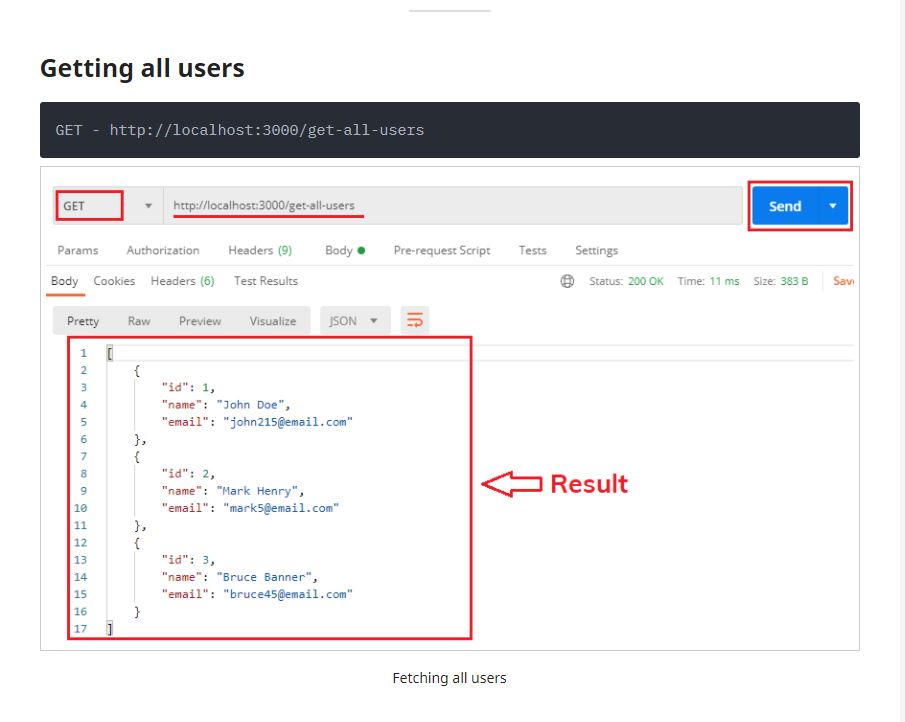 Getting all users
GET - http://localhost:3000/get-all-users
GET http://localhost:3000/get-all-users Send
Params Authorization Headers (9) Body Pre-request Script Tests Settings
Body Cookies Headers (6) Test Results Status: 200 OK Time: 11 ms Size: 383 B Save
Pretty Raw Preview Visualize JSON
1 [
2 {
3 "id": 1,
4 "name": "John Doe",
5 "email": "john215@email.com"
6 },
7 {
8 "id": 2,
9 "name": "Mark Henry",
10 "email": "mark5@email.com"
11 },
12 {
13 "id": 3,
14 "name": "Bruce Banner",
15 "email": "bruce45@email.com"
16 }
17 ]
Result
Fetching all users